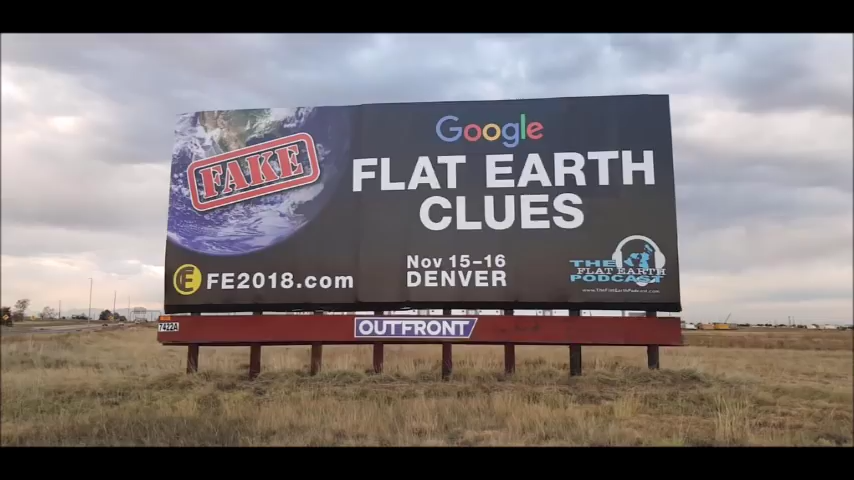 FAKE
Google
FLAT EARTH
CLUES
Nov 15-16
DENVER
FE2018.com
THE
FLAT EARTH
PODCAST
www.TheFlatEarthPodcast.com
7422A
OUTFRONT